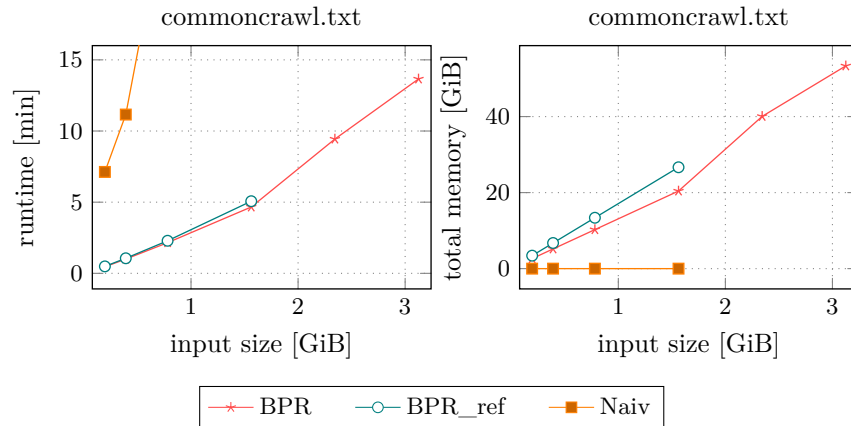 commoncrawl.txt
15
10
5
0
runtime [min]
1 2 3
input size [GiB]
commoncrawl.txt
40
20
0
total memory [GiB]
1 2 3
input size [GiB]
BPR BPR_ref Naiv